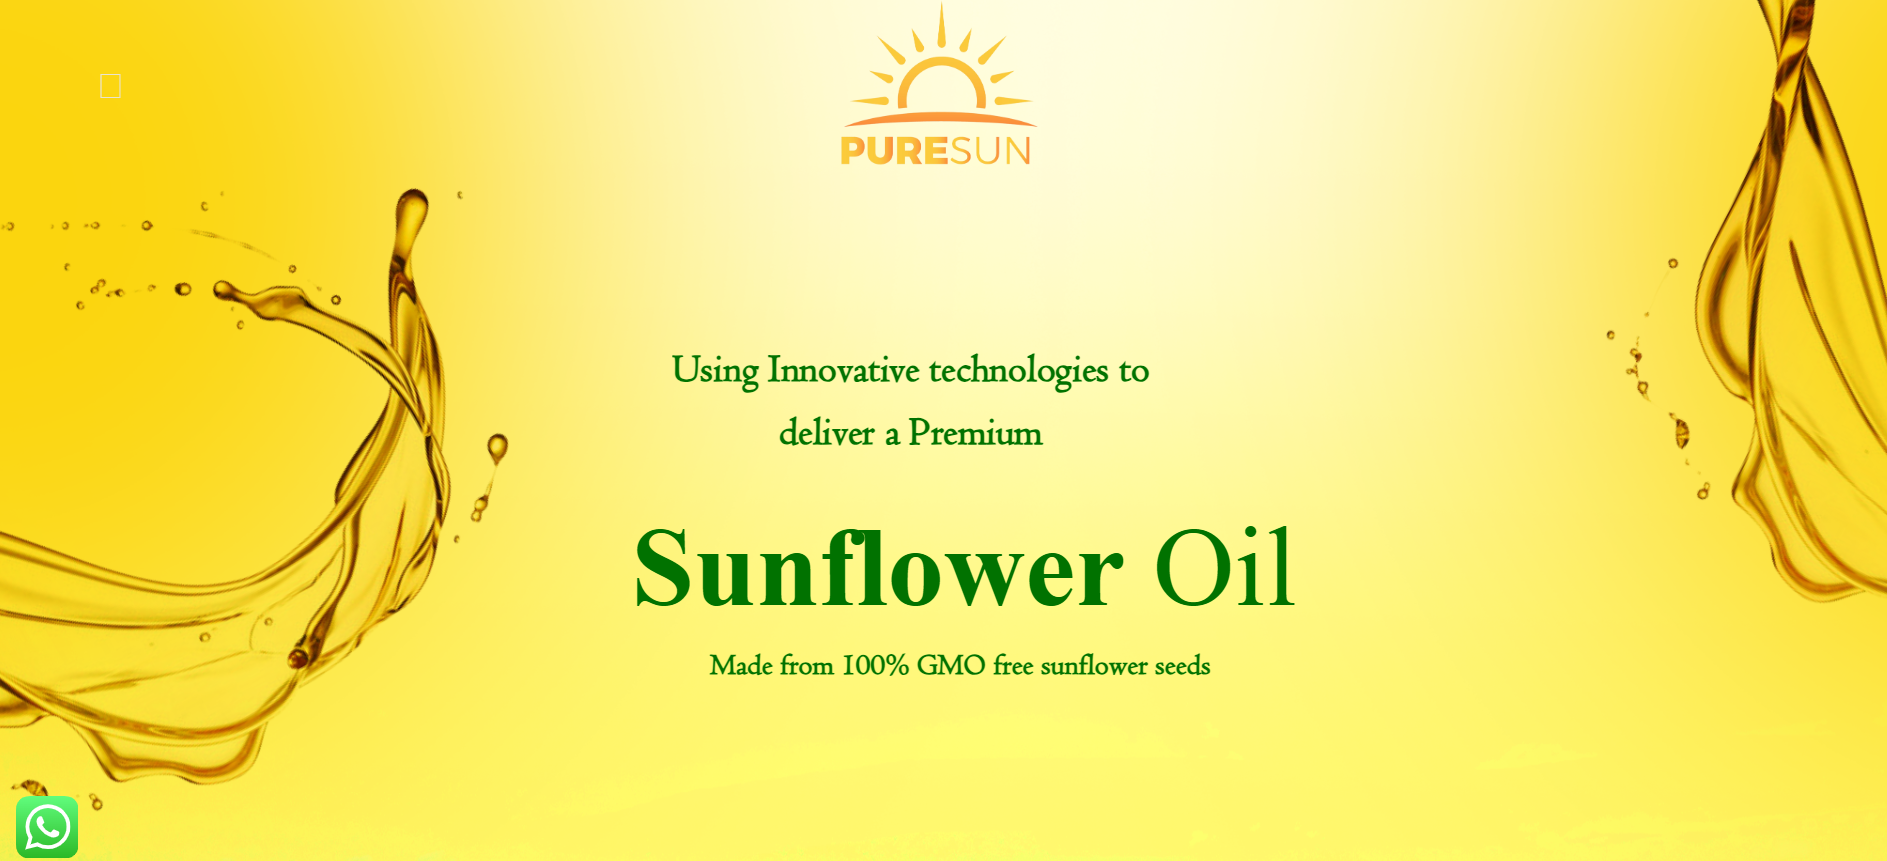 PURESUN
Using Innovative technologies to
deliver a Premium
Sunflower Oil
Made from 100% GMO free sunflower seeds